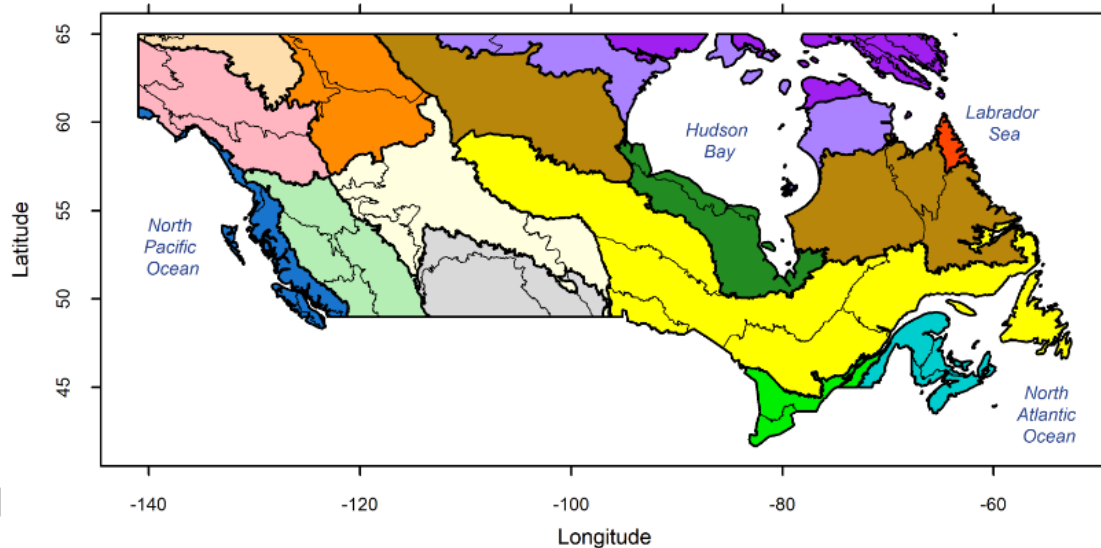 65
60
55
50
45
Latitude
Hudson
Bay
Labrador
Sea
North
Pacific
Ocean
North
Atlantic
Ocean
-140
-120
-100
-80
-60
Longitude